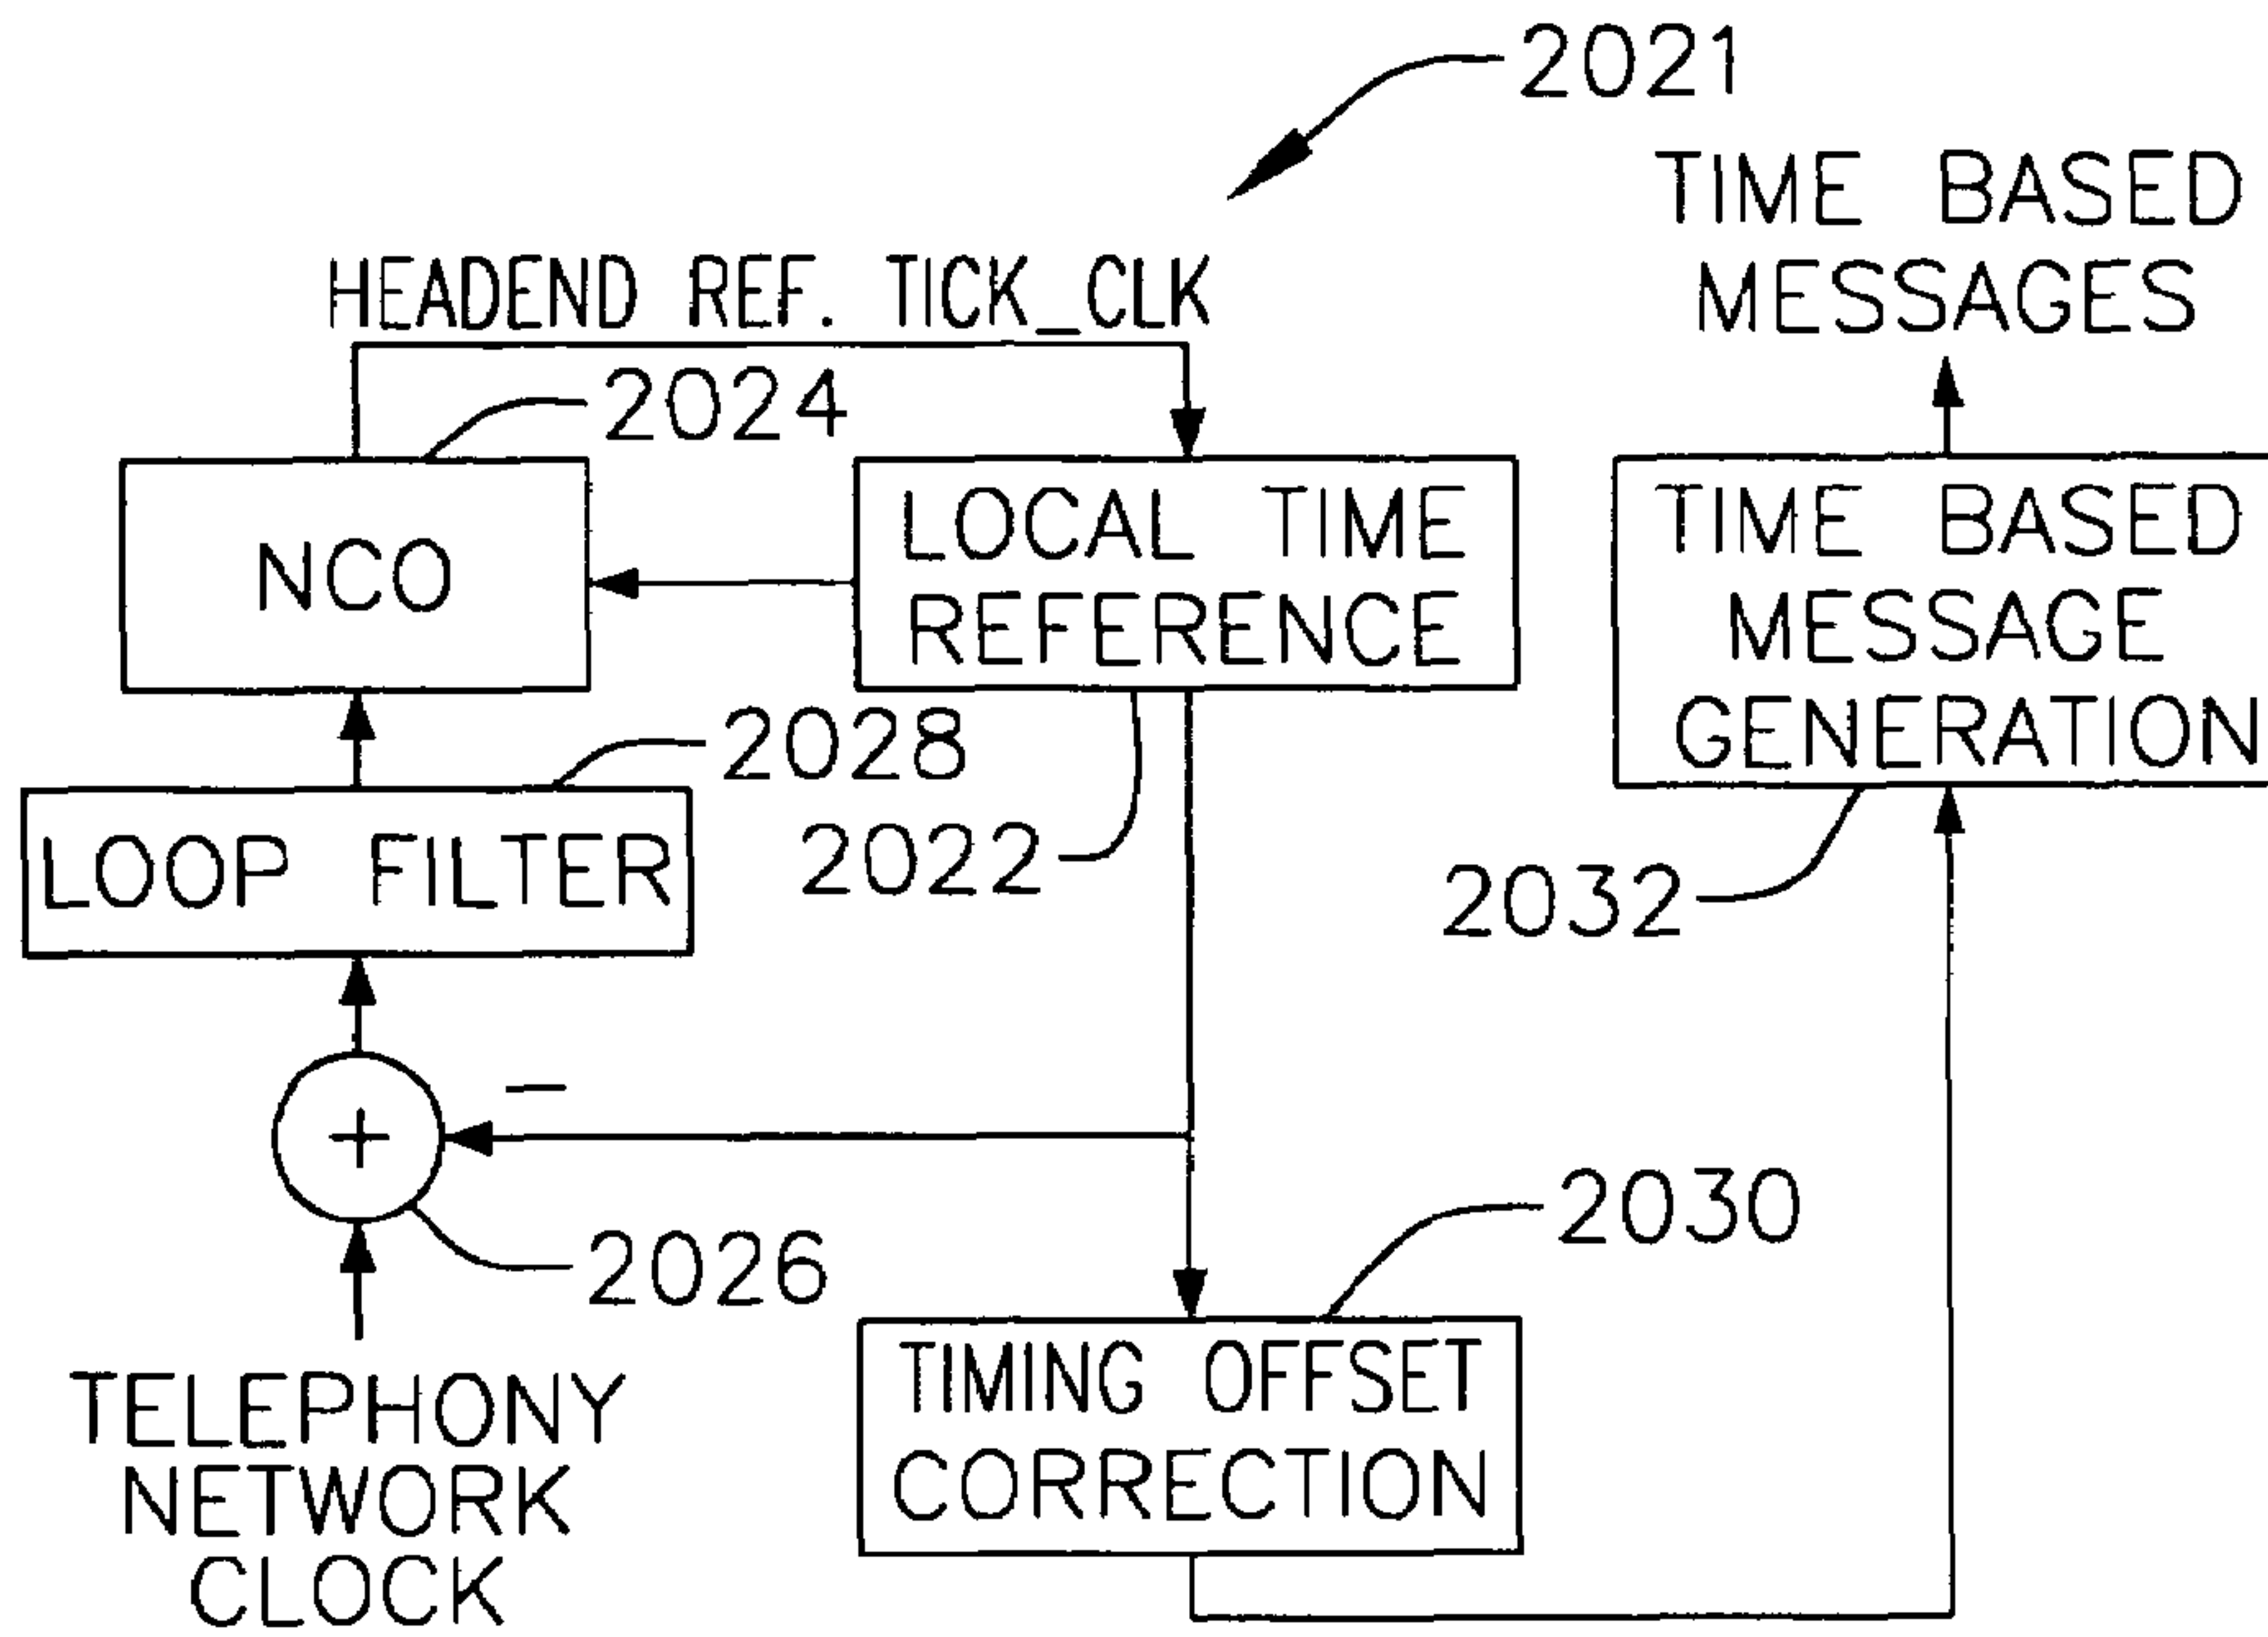 2021
TIME BASED
MESSAGES
HEADEND REF. TICK_CLK
2024
NCO
LOCAL TIME
REFERENCE
TIME BASED
MESSAGE
GENERATION
2028
LOOP FILTER
2022
2032
−
+
2026
2030
TELEPHONY
NETWORK
CLOCK
TIMING OFFSET
CORRECTION